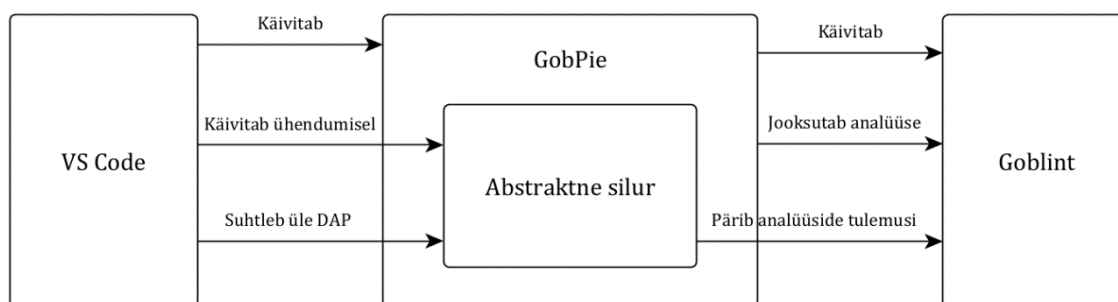 Käivitab
Käivitab
GobPie
Käivitab ühendumisel
Jooksutab analüüse
VS Code
Goblint
Abstraktne silur
Suhtleb üle DAP
Pärib analüüside tulemusi